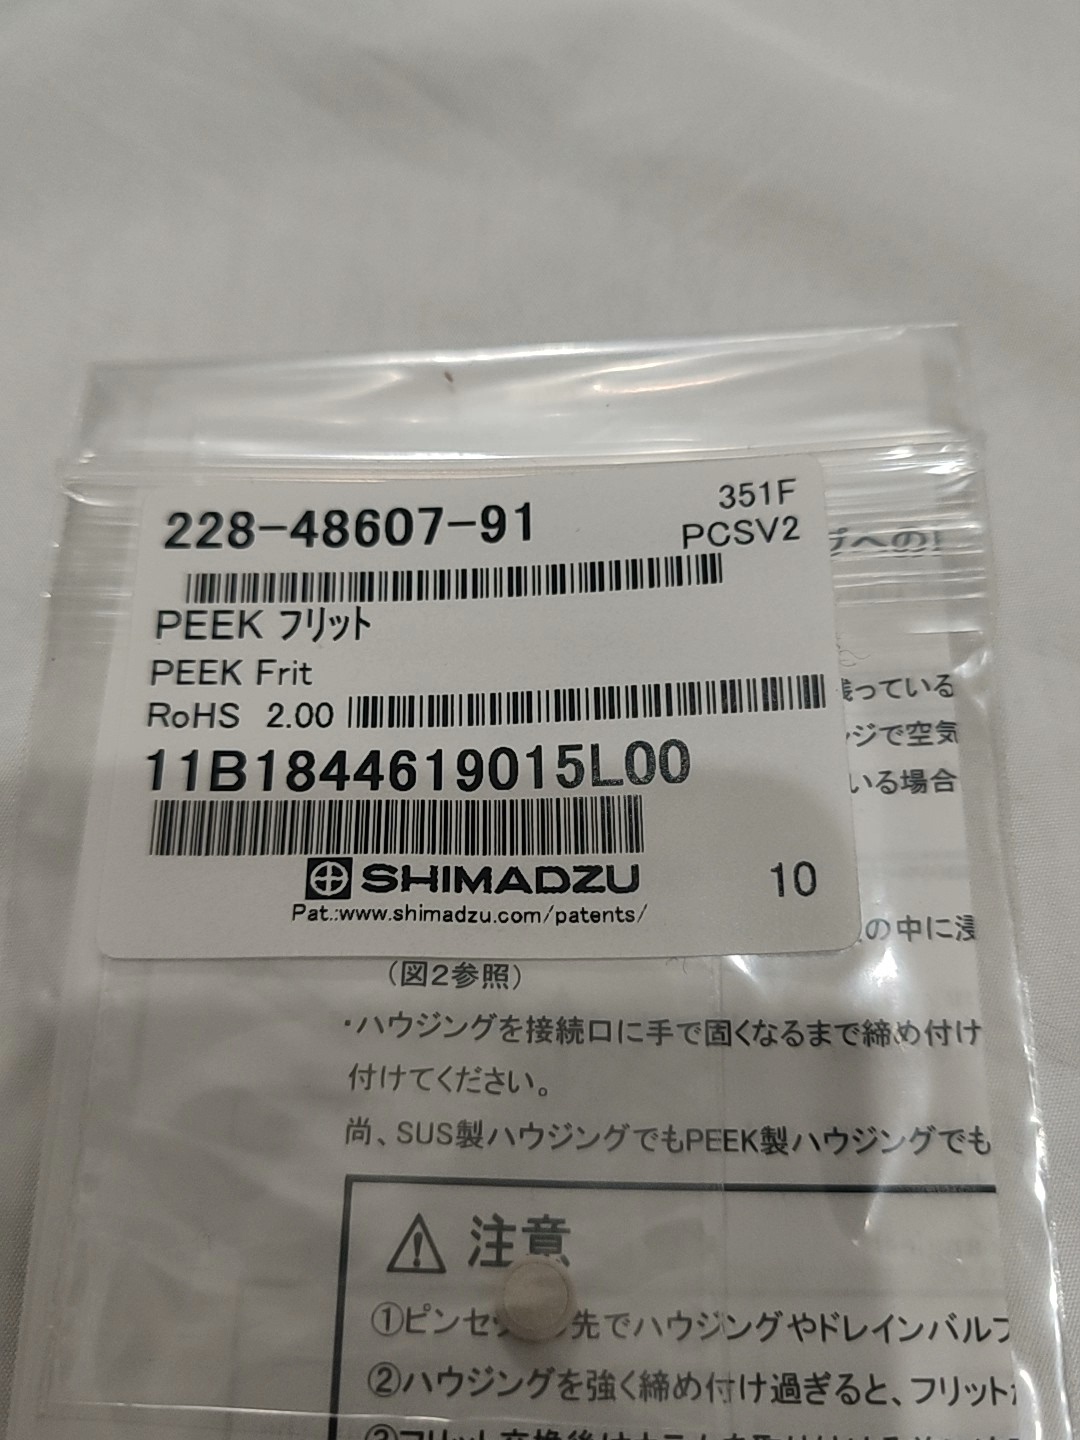 228-48607-91
351F
PCSV2
PEEK フリット
PEEK Frit
RoHS 2.00
11B1844619015L00
SHIMADZU
Pat.:www.shimadzu.com/patents/
10
プへの
残っている
ジで空気
いる場合
の中に浸
(図2参照)
・ハウジングを接続口に手で固くなるまで締め付け
付けてください。
尚、SUS製ハウジングでもPEEK製ハウジングでも
注意
①ピンセ 先でハウジングやドレインバルブ
②ハウジングを強く締め付け過ぎると、フリットが